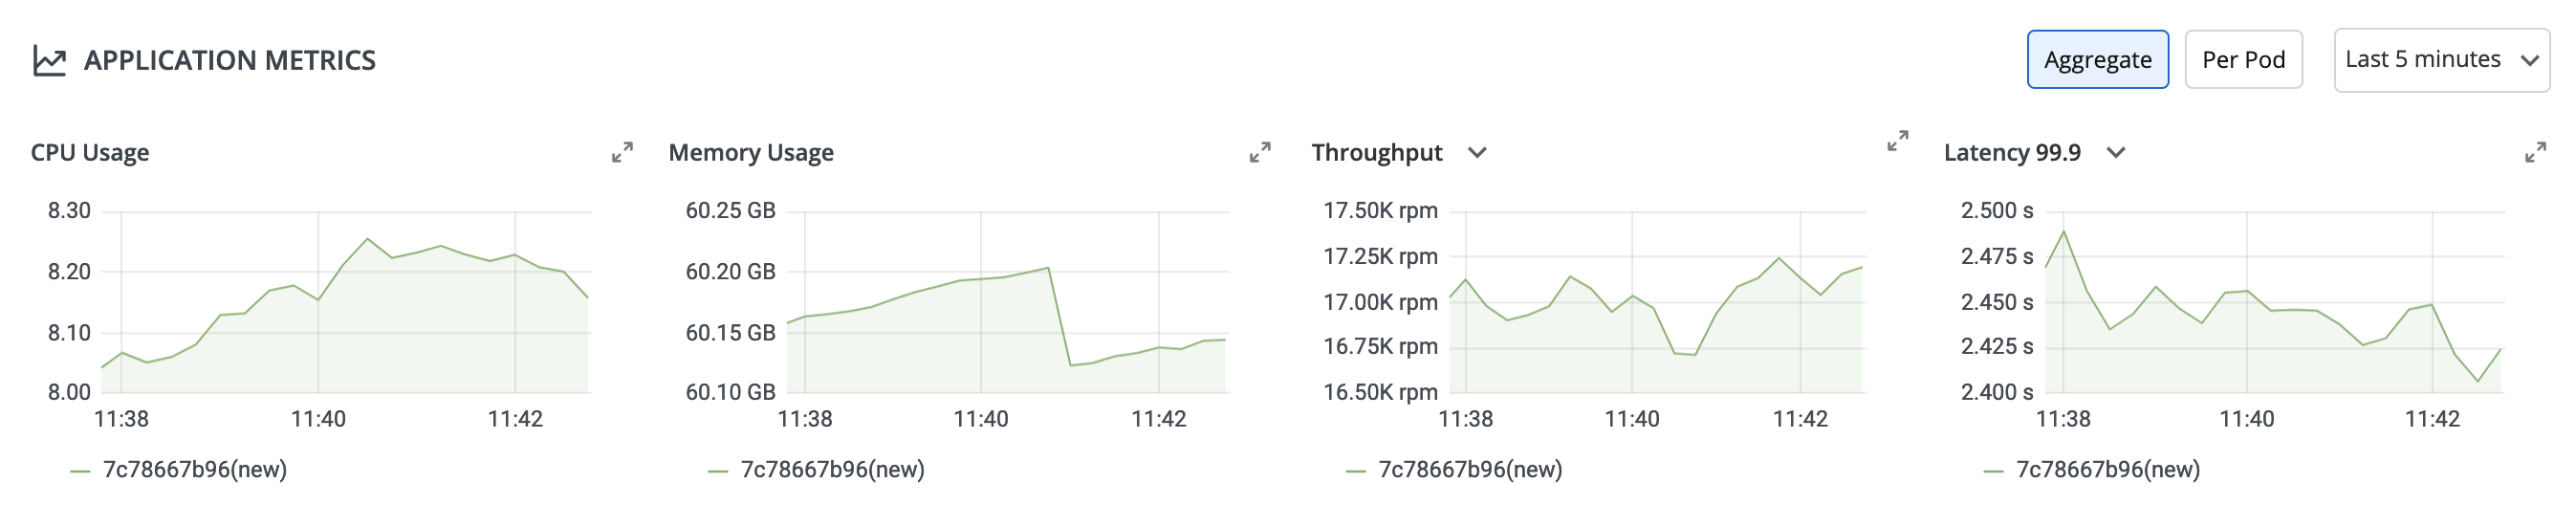 APPLICATION METRICS
Aggregate
Per Pod
Last 5 minutes
CPU Usage
8.30
8.20
8.10
8.00
11:38 11:40 11:42
7c78667b96(new)
Memory Usage
60.25 GB
60.20 GB
60.15 GB
60.10 GB
11:38 11:40 11:42
7c78667b96(new)
Throughput
17.50K rpm
17.25K rpm
17.00K rpm
16.75K rpm
16.50K rpm
11:38 11:40 11:42
7c78667b96(new)
Latency 99.9
2.500 s
2.475 s
2.450 s
2.425 s
2.400 s
11:38 11:40 11:42
7c78667b96(new)